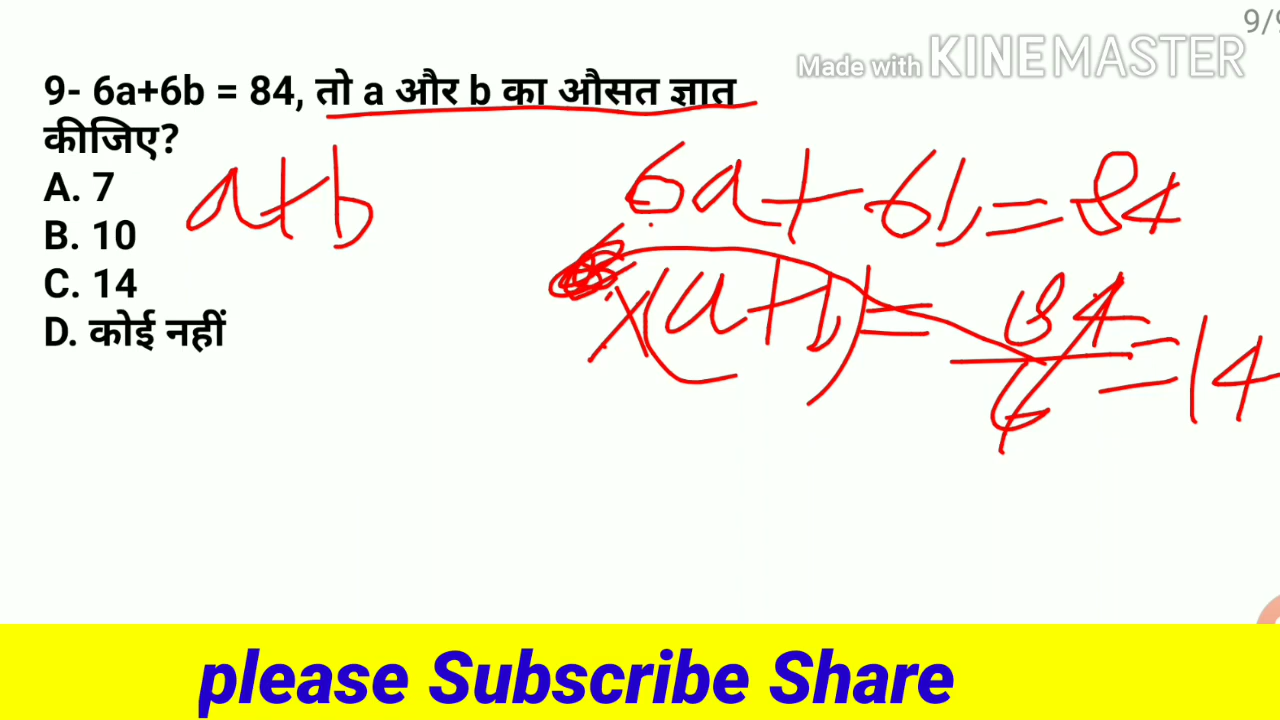 9/9
Made with KINEMASTER
9- 6a+6b = 84, तो a और b का औसत ज्ञात
कीजिए?
A. 7
B. 10
C. 14
D. कोई नहीं
a+b
6a+6b=84
(a+b)=84/6=14
please Subscribe Share